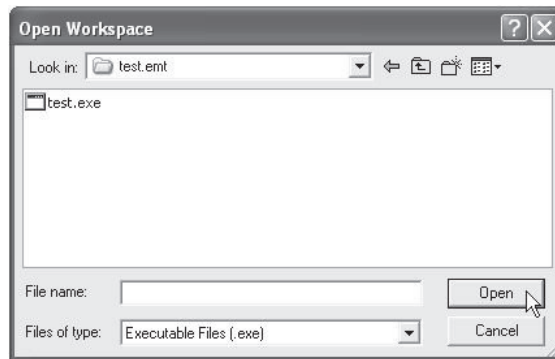 Open Workspace
Look in: test.emt
test.exe
File name: Open
Files of type: Executable Files (.exe) Cancel